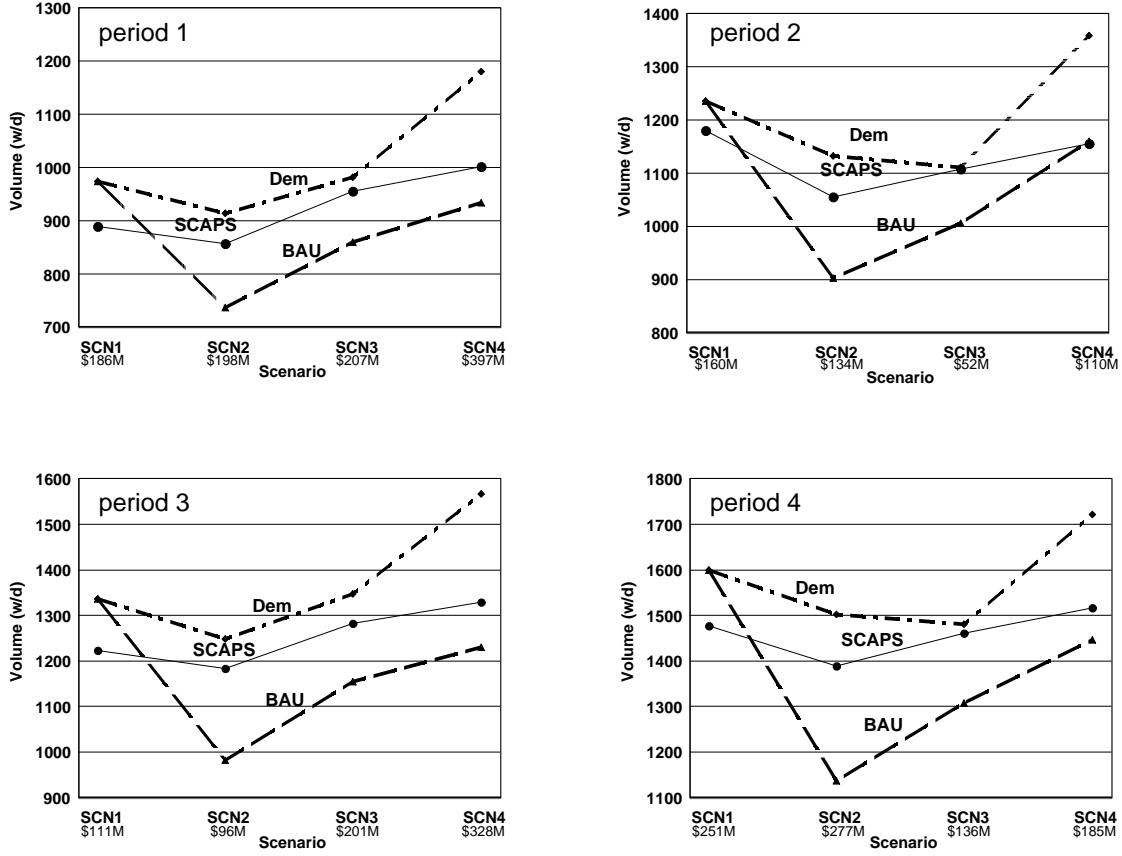 period 1
1300
1200
1100
1000
900
800
700
Volume (w/d)
Dem
SCAPS
BAU
SCN1 SCN2 SCN3 SCN4
$186M $198M $207M $397M
Scenario
period 2
1400
1300
1200
1100
1000
900
800
Volume (w/d)
Dem
SCAPS
BAU
SCN1 SCN2 SCN3 SCN4
$160M $134M $52M $110M
Scenario
period 3
1600
1500
1400
1300
1200
1100
1000
900
Volume (w/d)
Dem
SCAPS
BAU
SCN1 SCN2 SCN3 SCN4
$111M $96M $201M $328M
Scenario
period 4
1800
1700
1600
1500
1400
1300
1200
1100
Volume (w/d)
Dem
SCAPS
BAU
SCN1 SCN2 SCN3 SCN4
$251M $277M $136M $185M
Scenario